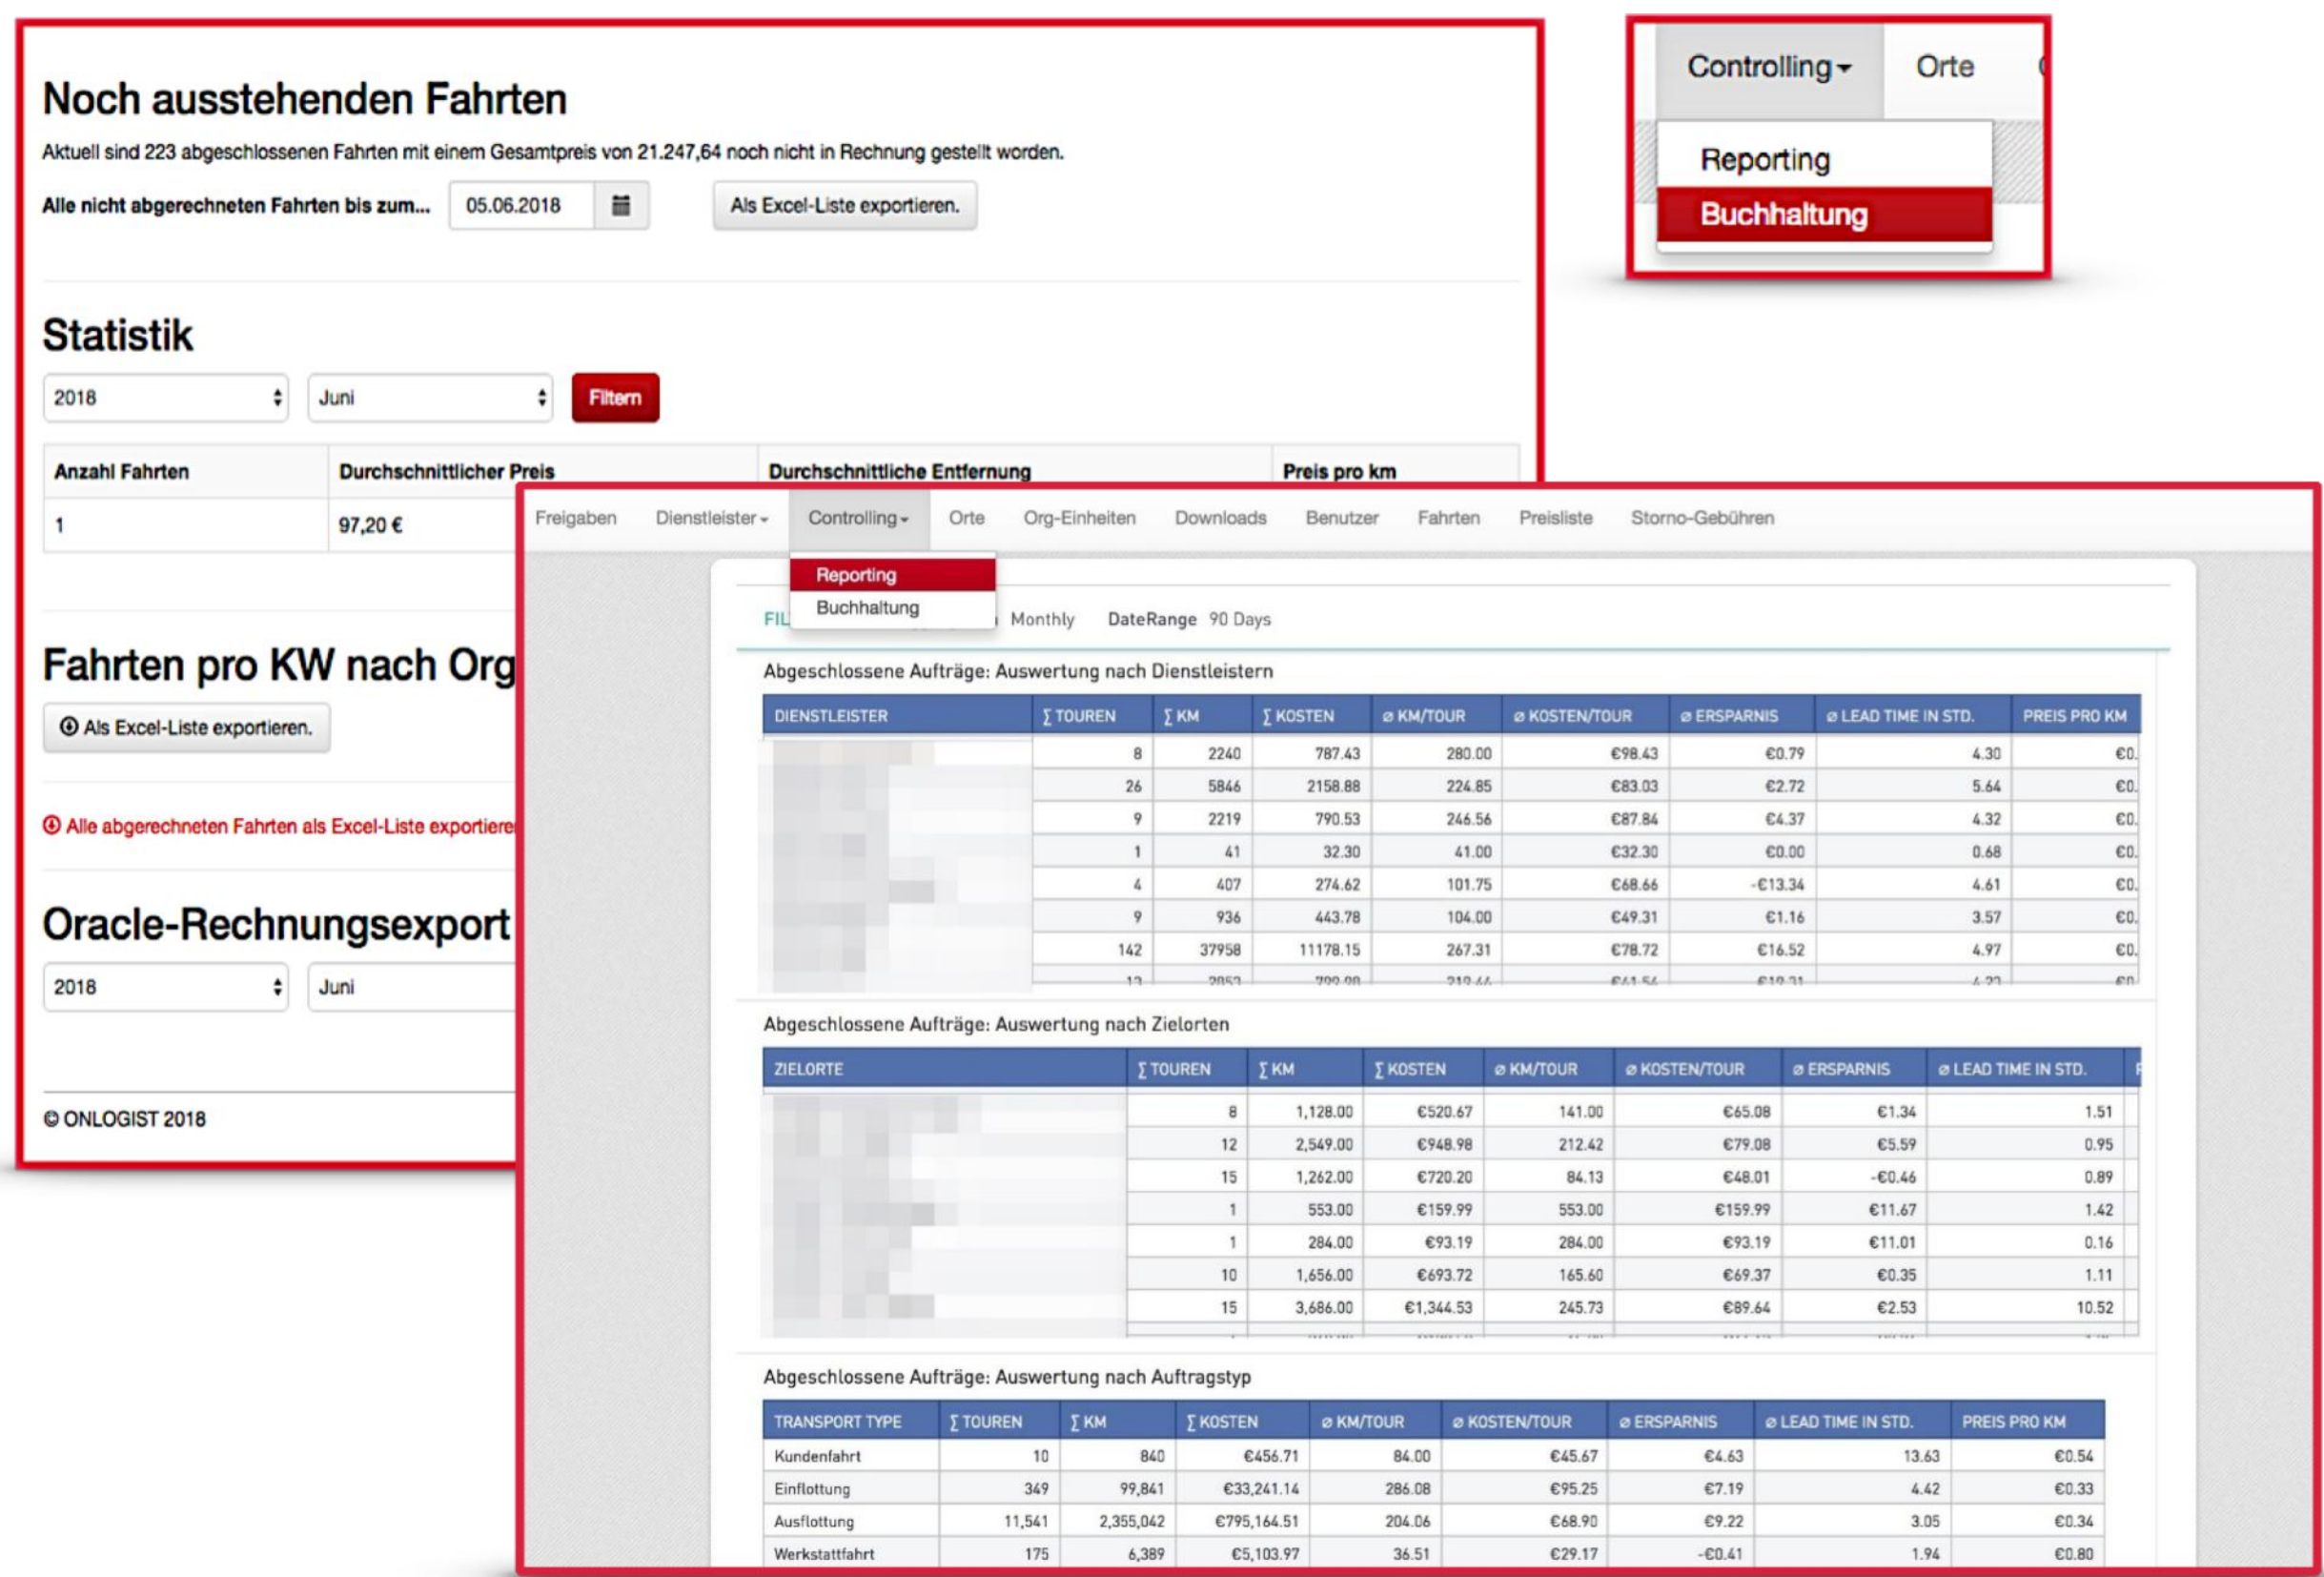 Noch ausstehenden Fahrten
Aktuell sind 223 abgeschlossenen Fahrten mit einem Gesamtpreis von 21.247,64 noch nicht in Rechnung gestellt worden.
Alle nicht abgerechneten Fahrten bis zum... 05.06.2018 Als Excel-Liste exportieren.
Statistik
2018 Juni Filtern
Anzahl Fahrten Durchschnittlicher Preis Durchschnittliche Entfernung Preis pro km
1 97,20 €
Fahrten pro KW nach Org
Als Excel-Liste exportieren.
Alle abgerechneten Fahrten als Excel-Liste exportiere
Oracle-Rechnungsexport
2018 Juni
© ONLOGIST 2018
Controlling Orte
Reporting
Buchhaltung
Freigaben Dienstleister Controlling Orte Org-Einheiten Downloads Benutzer Fahrten Preisliste Storno-Gebühren
Reporting
Buchhaltung
FIL Monthly DateRange 90 Days
Abgeschlossene Aufträge: Auswertung nach Dienstleistern
DIENSTLEISTER ∑ TOUREN ∑ KM ∑ KOSTEN ⌀ KM/TOUR ⌀ KOSTEN/TOUR ⌀ ERSPARNIS ⌀ LEAD TIME IN STD. PREIS PRO KM
8 2240 787.43 280.00 €98.43 €0.79 4.30 €0.
26 5846 2158.88 224.85 €83.03 €2.72 5.64 €0.
9 2219 790.53 246.56 €87.84 €4.37 4.32 €0.
1 41 32.30 41.00 €32.30 €0.00 0.68 €0.
4 407 274.62 101.75 €68.66 -€13.34 4.61 €0.
9 936 443.78 104.00 €49.31 €1.16 3.57 €0.
142 37958 11178.15 267.31 €78.72 €16.52 4.97 €0.
Abgeschlossene Aufträge: Auswertung nach Zielorten
ZIELORTE ∑ TOUREN ∑ KM ∑ KOSTEN ⌀ KM/TOUR ⌀ KOSTEN/TOUR ⌀ ERSPARNIS ⌀ LEAD TIME IN STD.
8 1,128.00 €520.67 141.00 €65.08 €1.34 1.51
12 2,549.00 €948.98 212.42 €79.08 €5.59 0.95
15 1,262.00 €720.20 84.13 €48.01 -€0.46 0.89
1 553.00 €159.99 553.00 €159.99 €11.67 1.42
1 284.00 €93.19 284.00 €93.19 €11.01 0.16
10 1,656.00 €693.72 165.60 €69.37 €0.35 1.11
15 3,686.00 €1,344.53 245.73 €89.64 €2.53 10.52
Abgeschlossene Aufträge: Auswertung nach Auftragstyp
TRANSPORT TYPE ∑ TOUREN ∑ KM ∑ KOSTEN ⌀ KM/TOUR ⌀ KOSTEN/TOUR ⌀ ERSPARNIS ⌀ LEAD TIME IN STD. PREIS PRO KM
Kundenfahrt 10 840 €456.71 84.00 €45.67 €4.63 13.63 €0.54
Einflottung 349 99,841 €33,241.14 286.08 €95.25 €7.19 4.42 €0.33
Ausflottung 11,541 2,355,042 €795,164.51 204.06 €68.90 €9.22 3.05 €0.34
Werkstattfahrt 175 6,389 €5,103.97 36.51 €29.17 -€0.41 1.94 €0.80